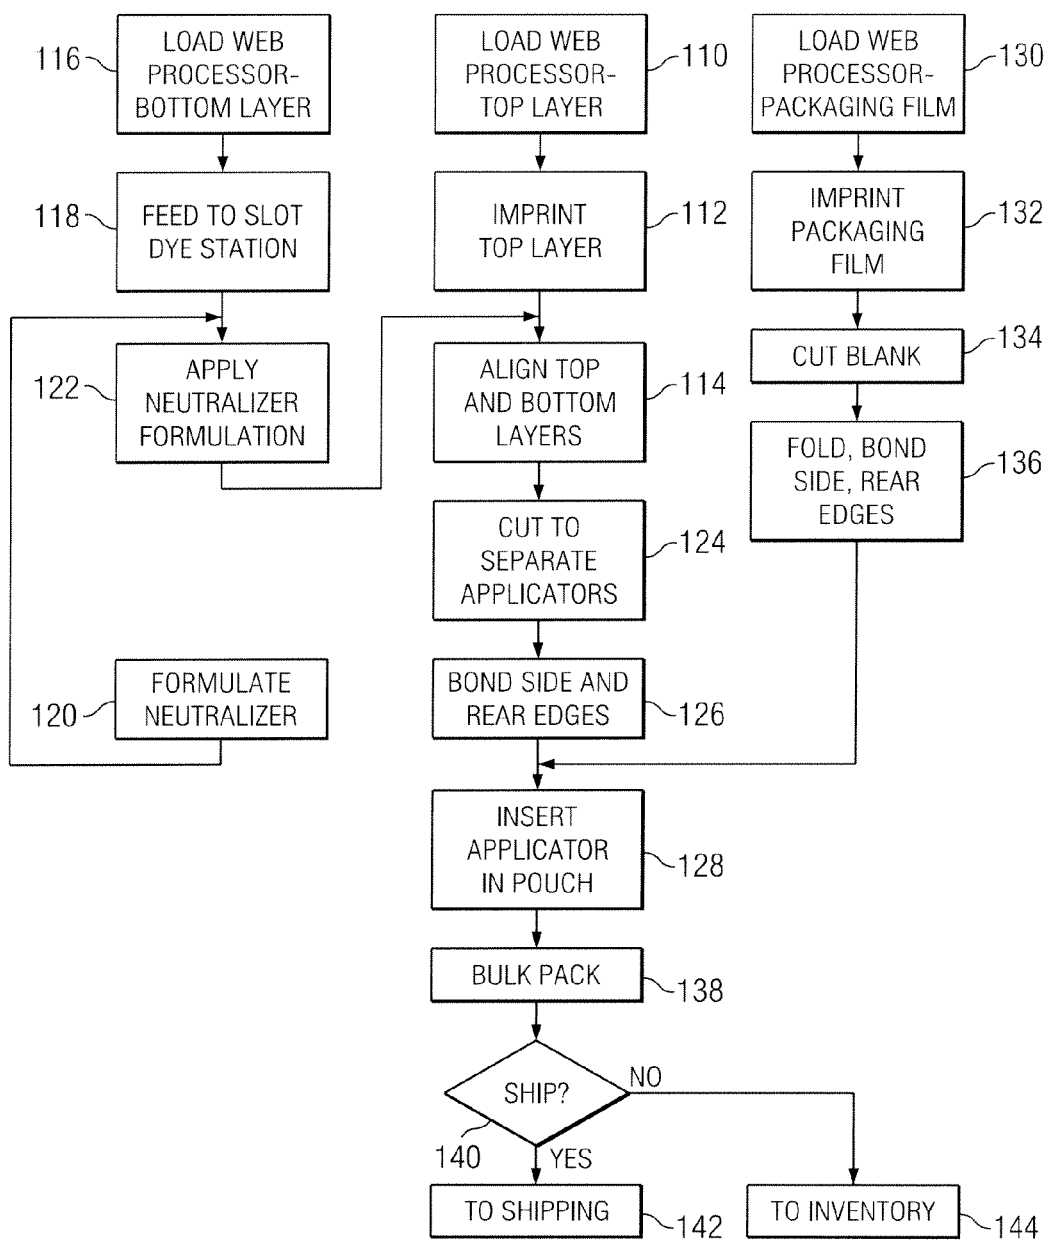 116
LOAD WEB
PROCESSOR-
BOTTOM LAYER
LOAD WEB
PROCESSOR-
TOP LAYER
110
LOAD WEB
PROCESSOR-
PACKAGING FILM
130
118
FEED TO SLOT
DYE STATION
IMPRINT
TOP LAYER
112
IMPRINT
PACKAGING
FILM
132
CUT BLANK
134
122
APPLY
NEUTRALIZER
FORMULATION
ALIGN TOP
AND BOTTOM
LAYERS
114
FOLD, BOND
SIDE, REAR
EDGES
136
CUT TO
SEPARATE
APPLICATORS
124
120
FORMULATE
NEUTRALIZER
BOND SIDE AND
REAR EDGES
126
INSERT
APPLICATOR
IN POUCH
128
BULK PACK
138
SHIP?
NO
140
YES
TO SHIPPING
142
TO INVENTORY
144